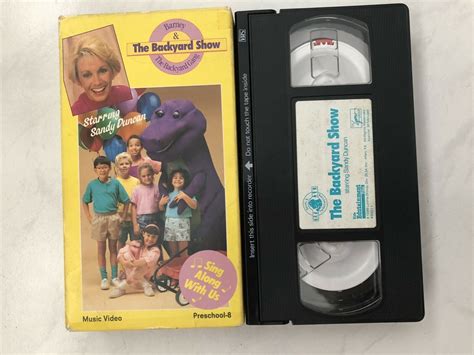 Barney
&
The Backyard Show
The Backyard Gang
Starring
Sandy Duncan
Sing
Along
With Us
Music Video
Preschool-8
VHS
Do not touch the tape inside
Insert this side into recorder
The Backyard Show
starring Sandy Duncan